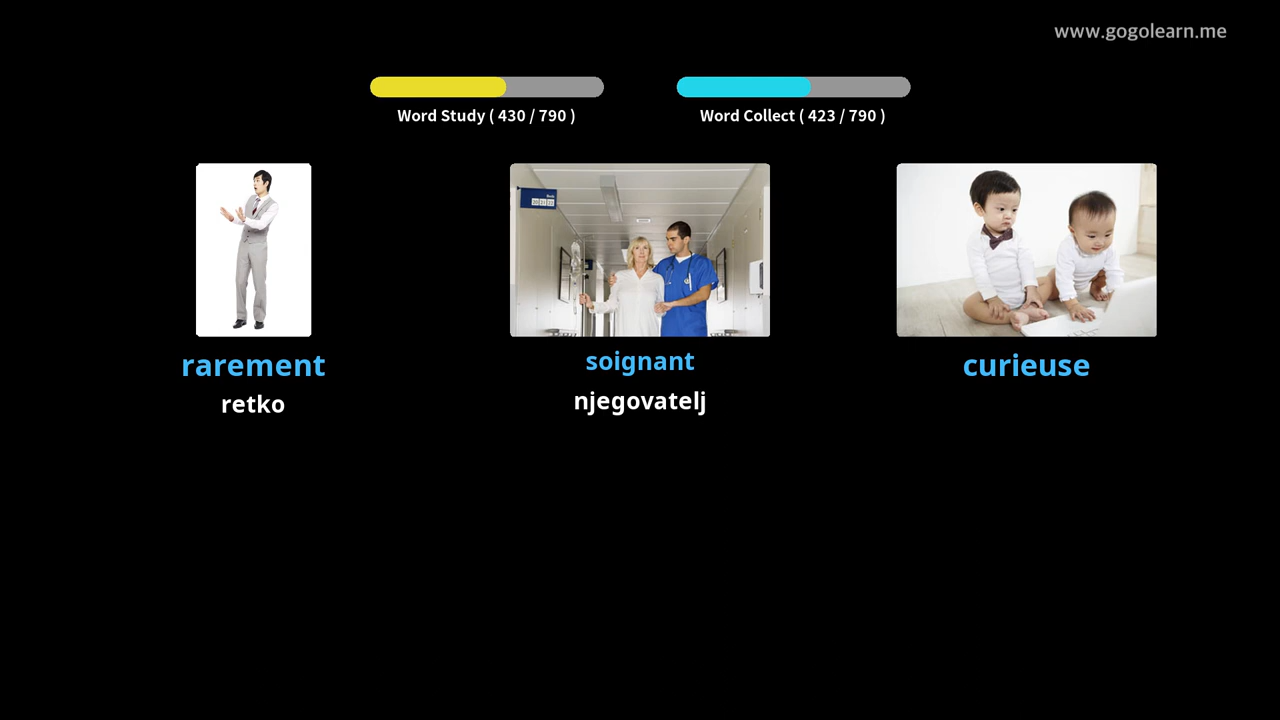 www.gogolearn.me
Word Study ( 430 / 790 )
Word Collect ( 423 / 790 )
rarement
retko
soignant
njegovatelj
curieuse